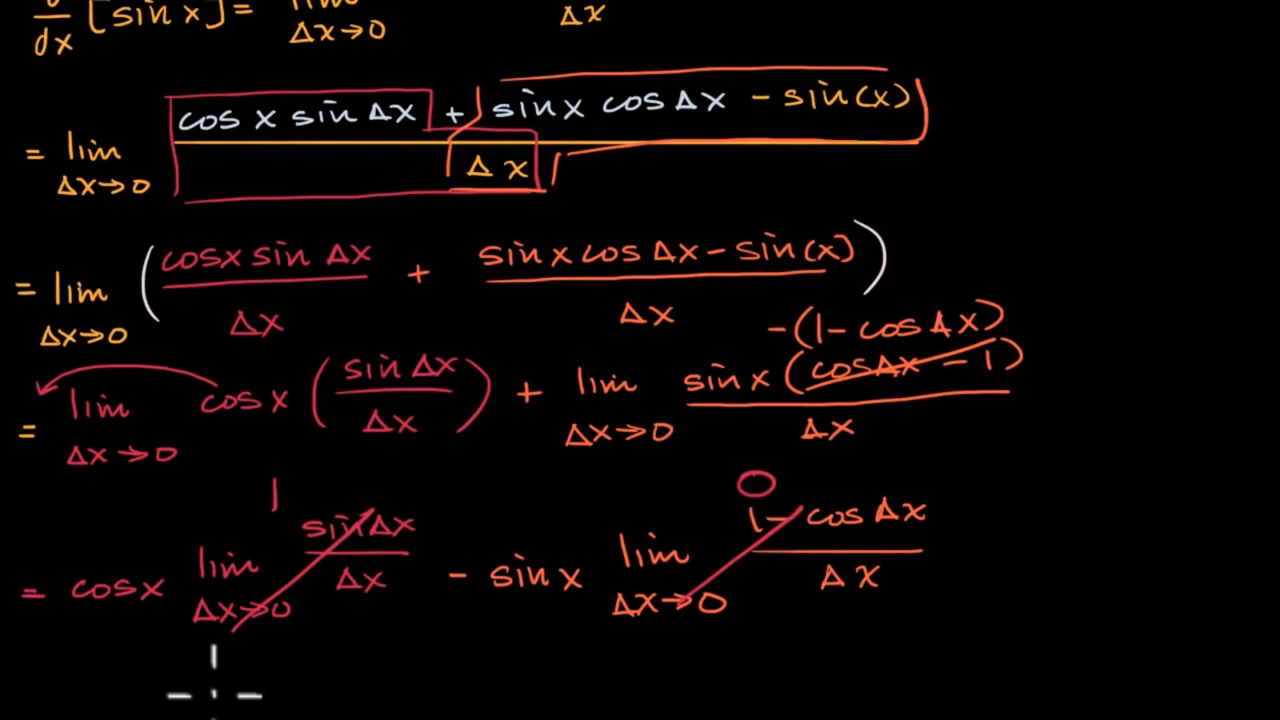 d/dx [sin x] = lim Δx→0 Δx
= lim Δx→0 (cos x sin Δx + sin x cos Δx - sin(x)) / Δx
= lim Δx→0 ( cosx sin Δx / Δx + sin x cos Δx - sin(x) / Δx )
-(1 - cos Δx)
= lim Δx→0 cos x ( sin Δx / Δx ) + lim Δx→0 sin x (cos Δx - 1) / Δx
1 0
= cosx lim Δx→0 sin Δx / Δx - sin x lim Δx→0 1 - cos Δx / Δx